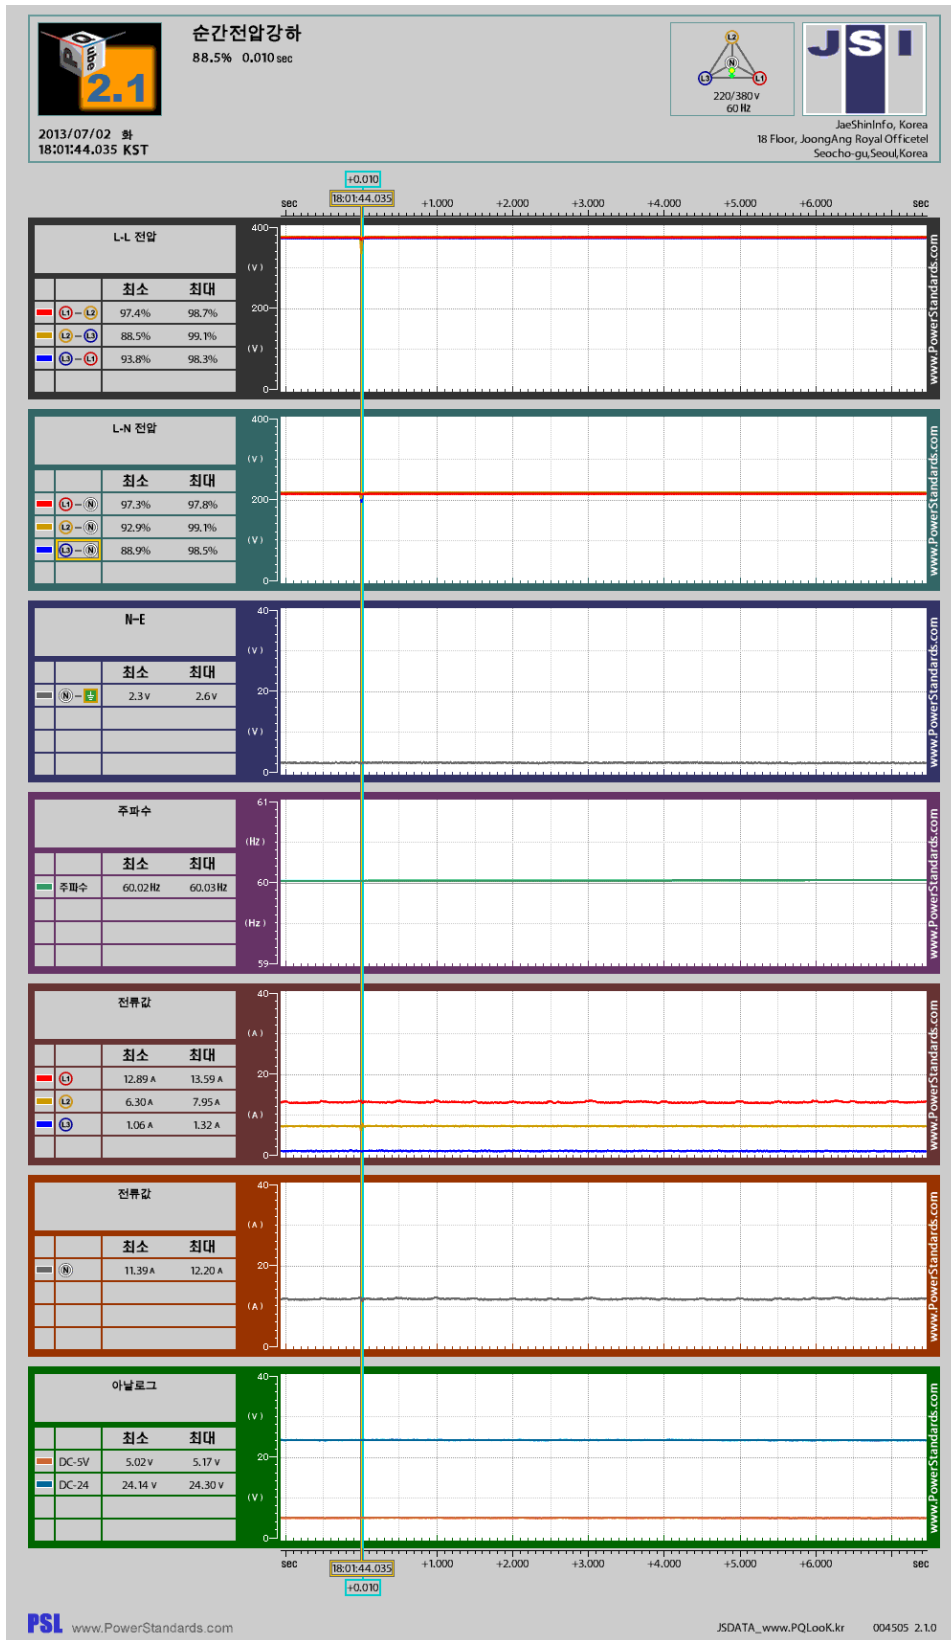 PQube
2.1
순간전압강하
88.5% 0.010 sec
2013/07/02 화
18:01:44.035 KST
L2
N
L3
L1
220/380 v
60 Hz
JSI
JaeShinInfo, Korea
18 Floor, JoongAng Royal Officetel
Seocho-gu,Seoul,Korea
+0.010
sec 18:01:44.035 +1.000 +2.000 +3.000 +4.000 +5.000 +6.000 sec
L-L 전압
최소 최대
L1 – L2 97.4% 98.7%
L2 – L3 88.5% 99.1%
L3 – L1 93.8% 98.3%
400
(V)
200
(V)
0
www.PowerStandards.com
L-N 전압
최소 최대
L1 – N 97.3% 97.8%
L2 – N 92.9% 99.1%
L3 – N 88.9% 98.5%
400
(V)
200
(V)
0
www.PowerStandards.com
N-E
최소 최대
N – 2.3 v 2.6 v
40
(V)
20
(V)
0
www.PowerStandards.com
주파수
최소 최대
주파수 60.02 Hz 60.03 Hz
61
(Hz)
60
(Hz)
59
www.PowerStandards.com
전류값
최소 최대
L1 12.89 A 13.59 A
L2 6.30 A 7.95 A
L3 1.06 A 1.32 A
40
(A)
20
(A)
0
www.PowerStandards.com
전류값
최소 최대
N 11.39 A 12.20 A
40
(A)
20
(A)
0
www.PowerStandards.com
아날로그
최소 최대
DC-5V 5.02 v 5.17 v
DC-24 24.14 v 24.30 v
40
(V)
20
(V)
0
www.PowerStandards.com
sec 18:01:44.035 +1.000 +2.000 +3.000 +4.000 +5.000 +6.000 sec
+0.010
PSL www.PowerStandards.com
JSDATA_www.PQLooK.kr 004505 2.1.0